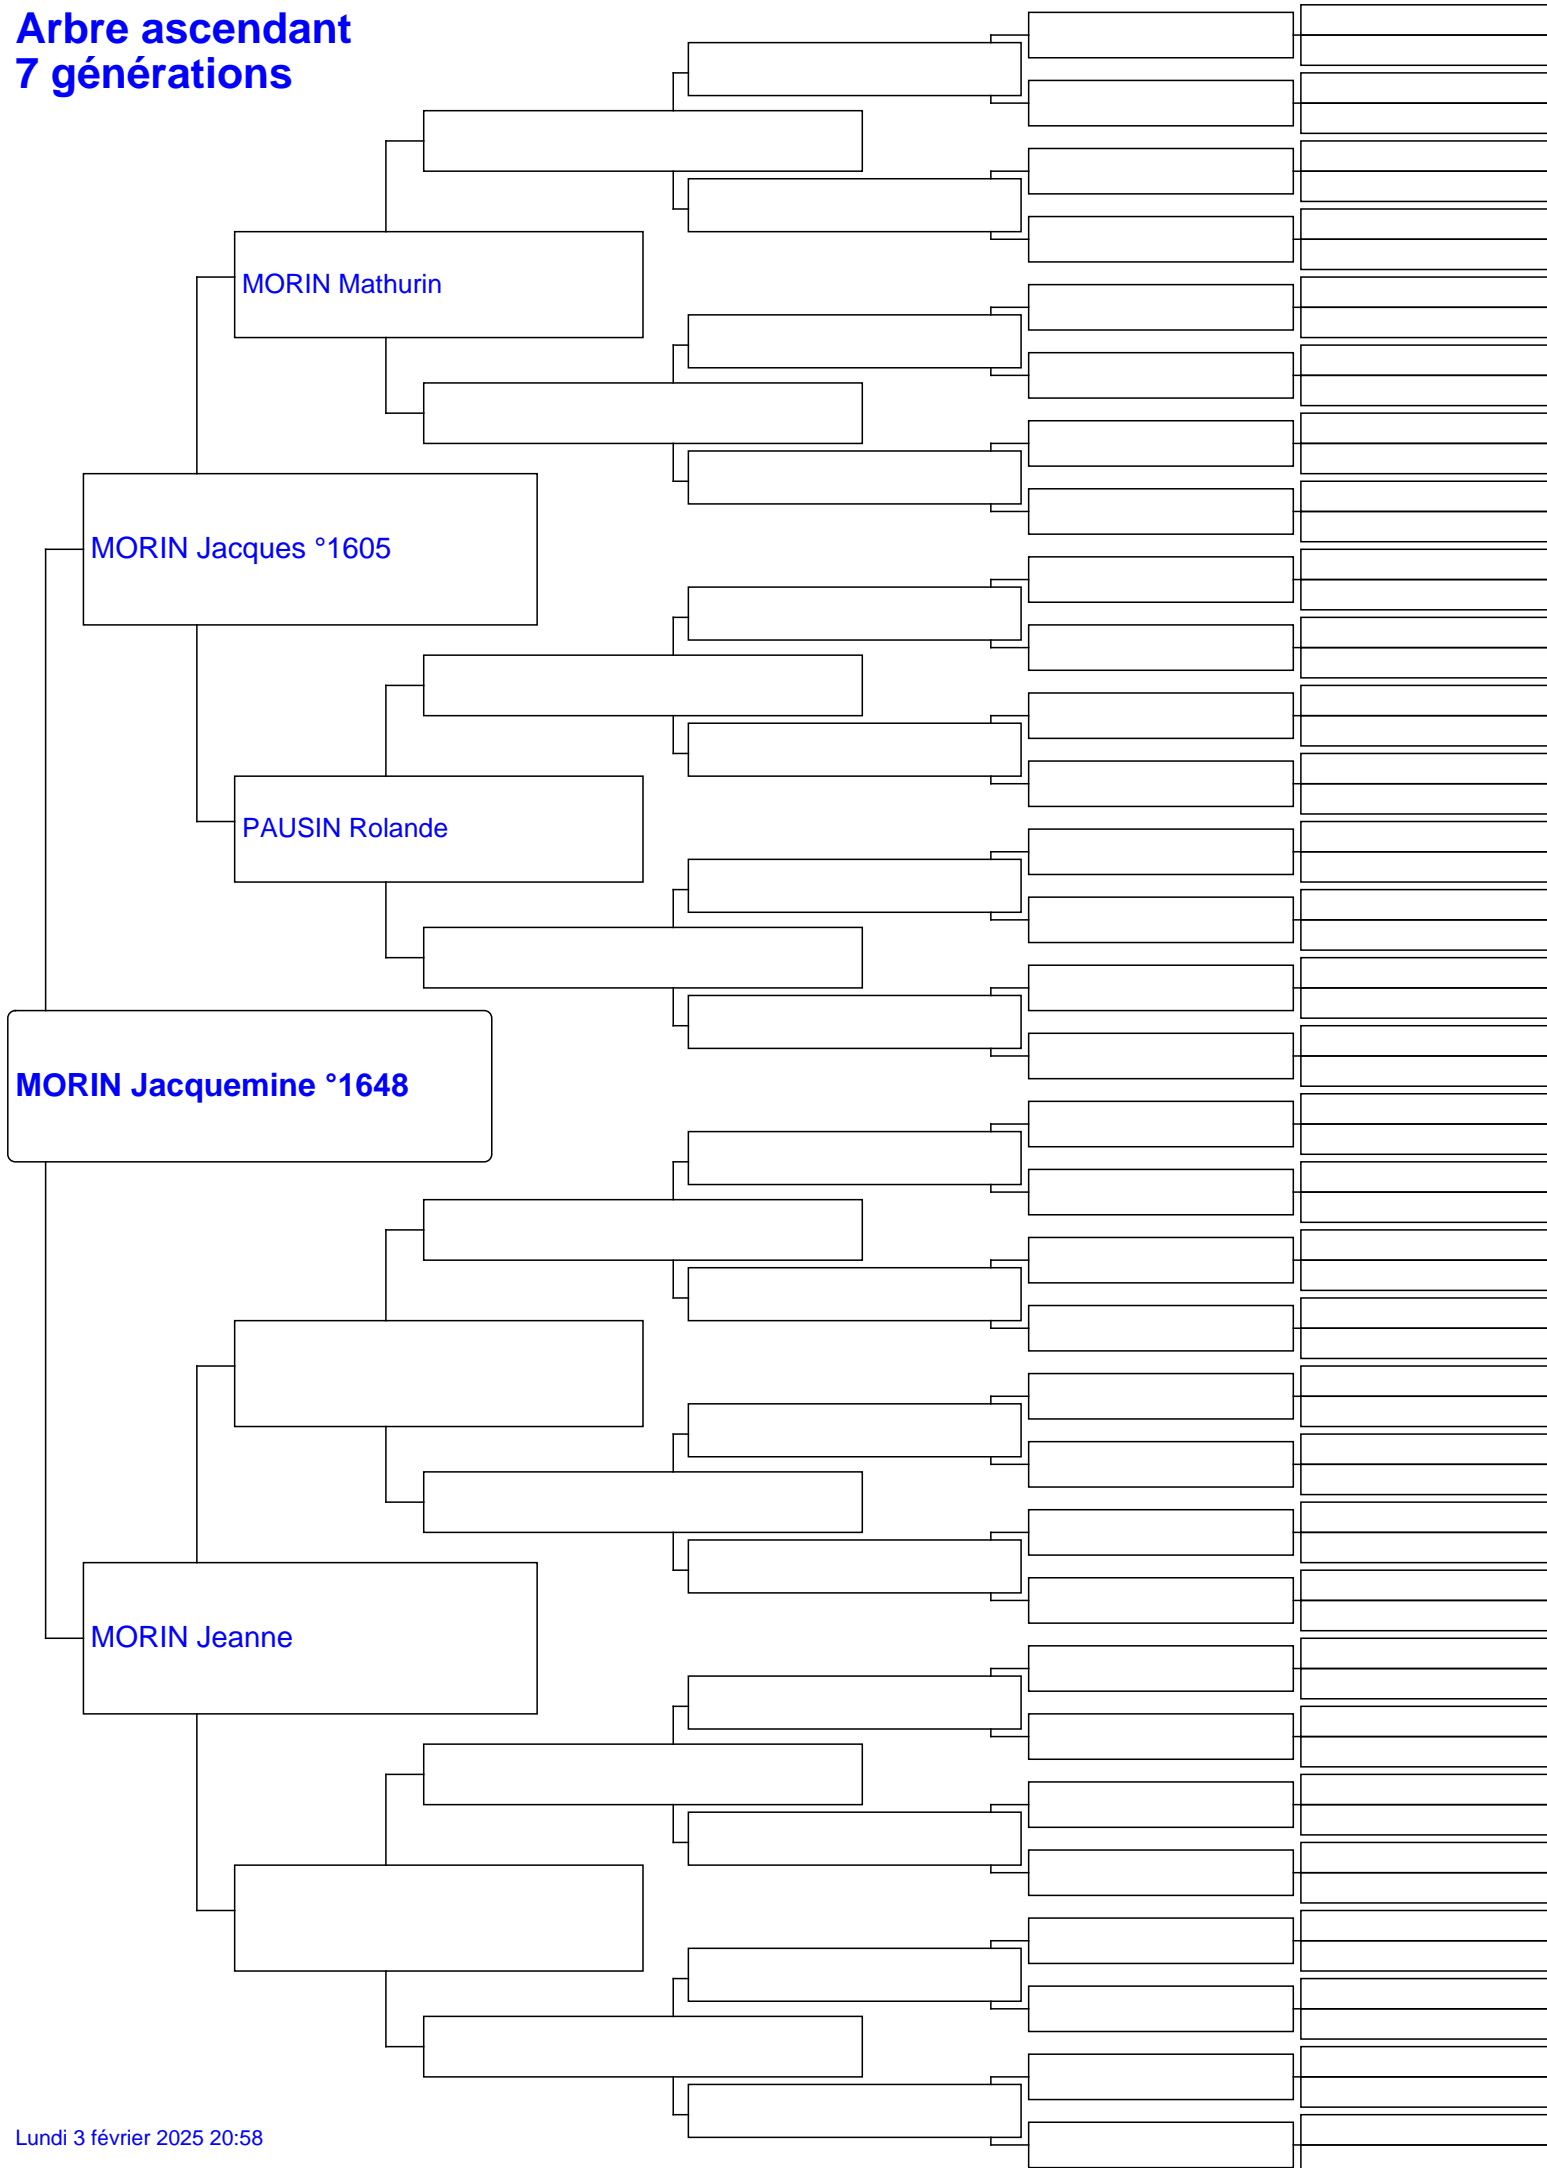 Arbre ascendant
7 générations
MORIN Mathurin
MORIN Jacques °1605
PAUSIN Rolande
MORIN Jacquemine °1648
MORIN Jeanne
Lundi 3 février 2025 20:58